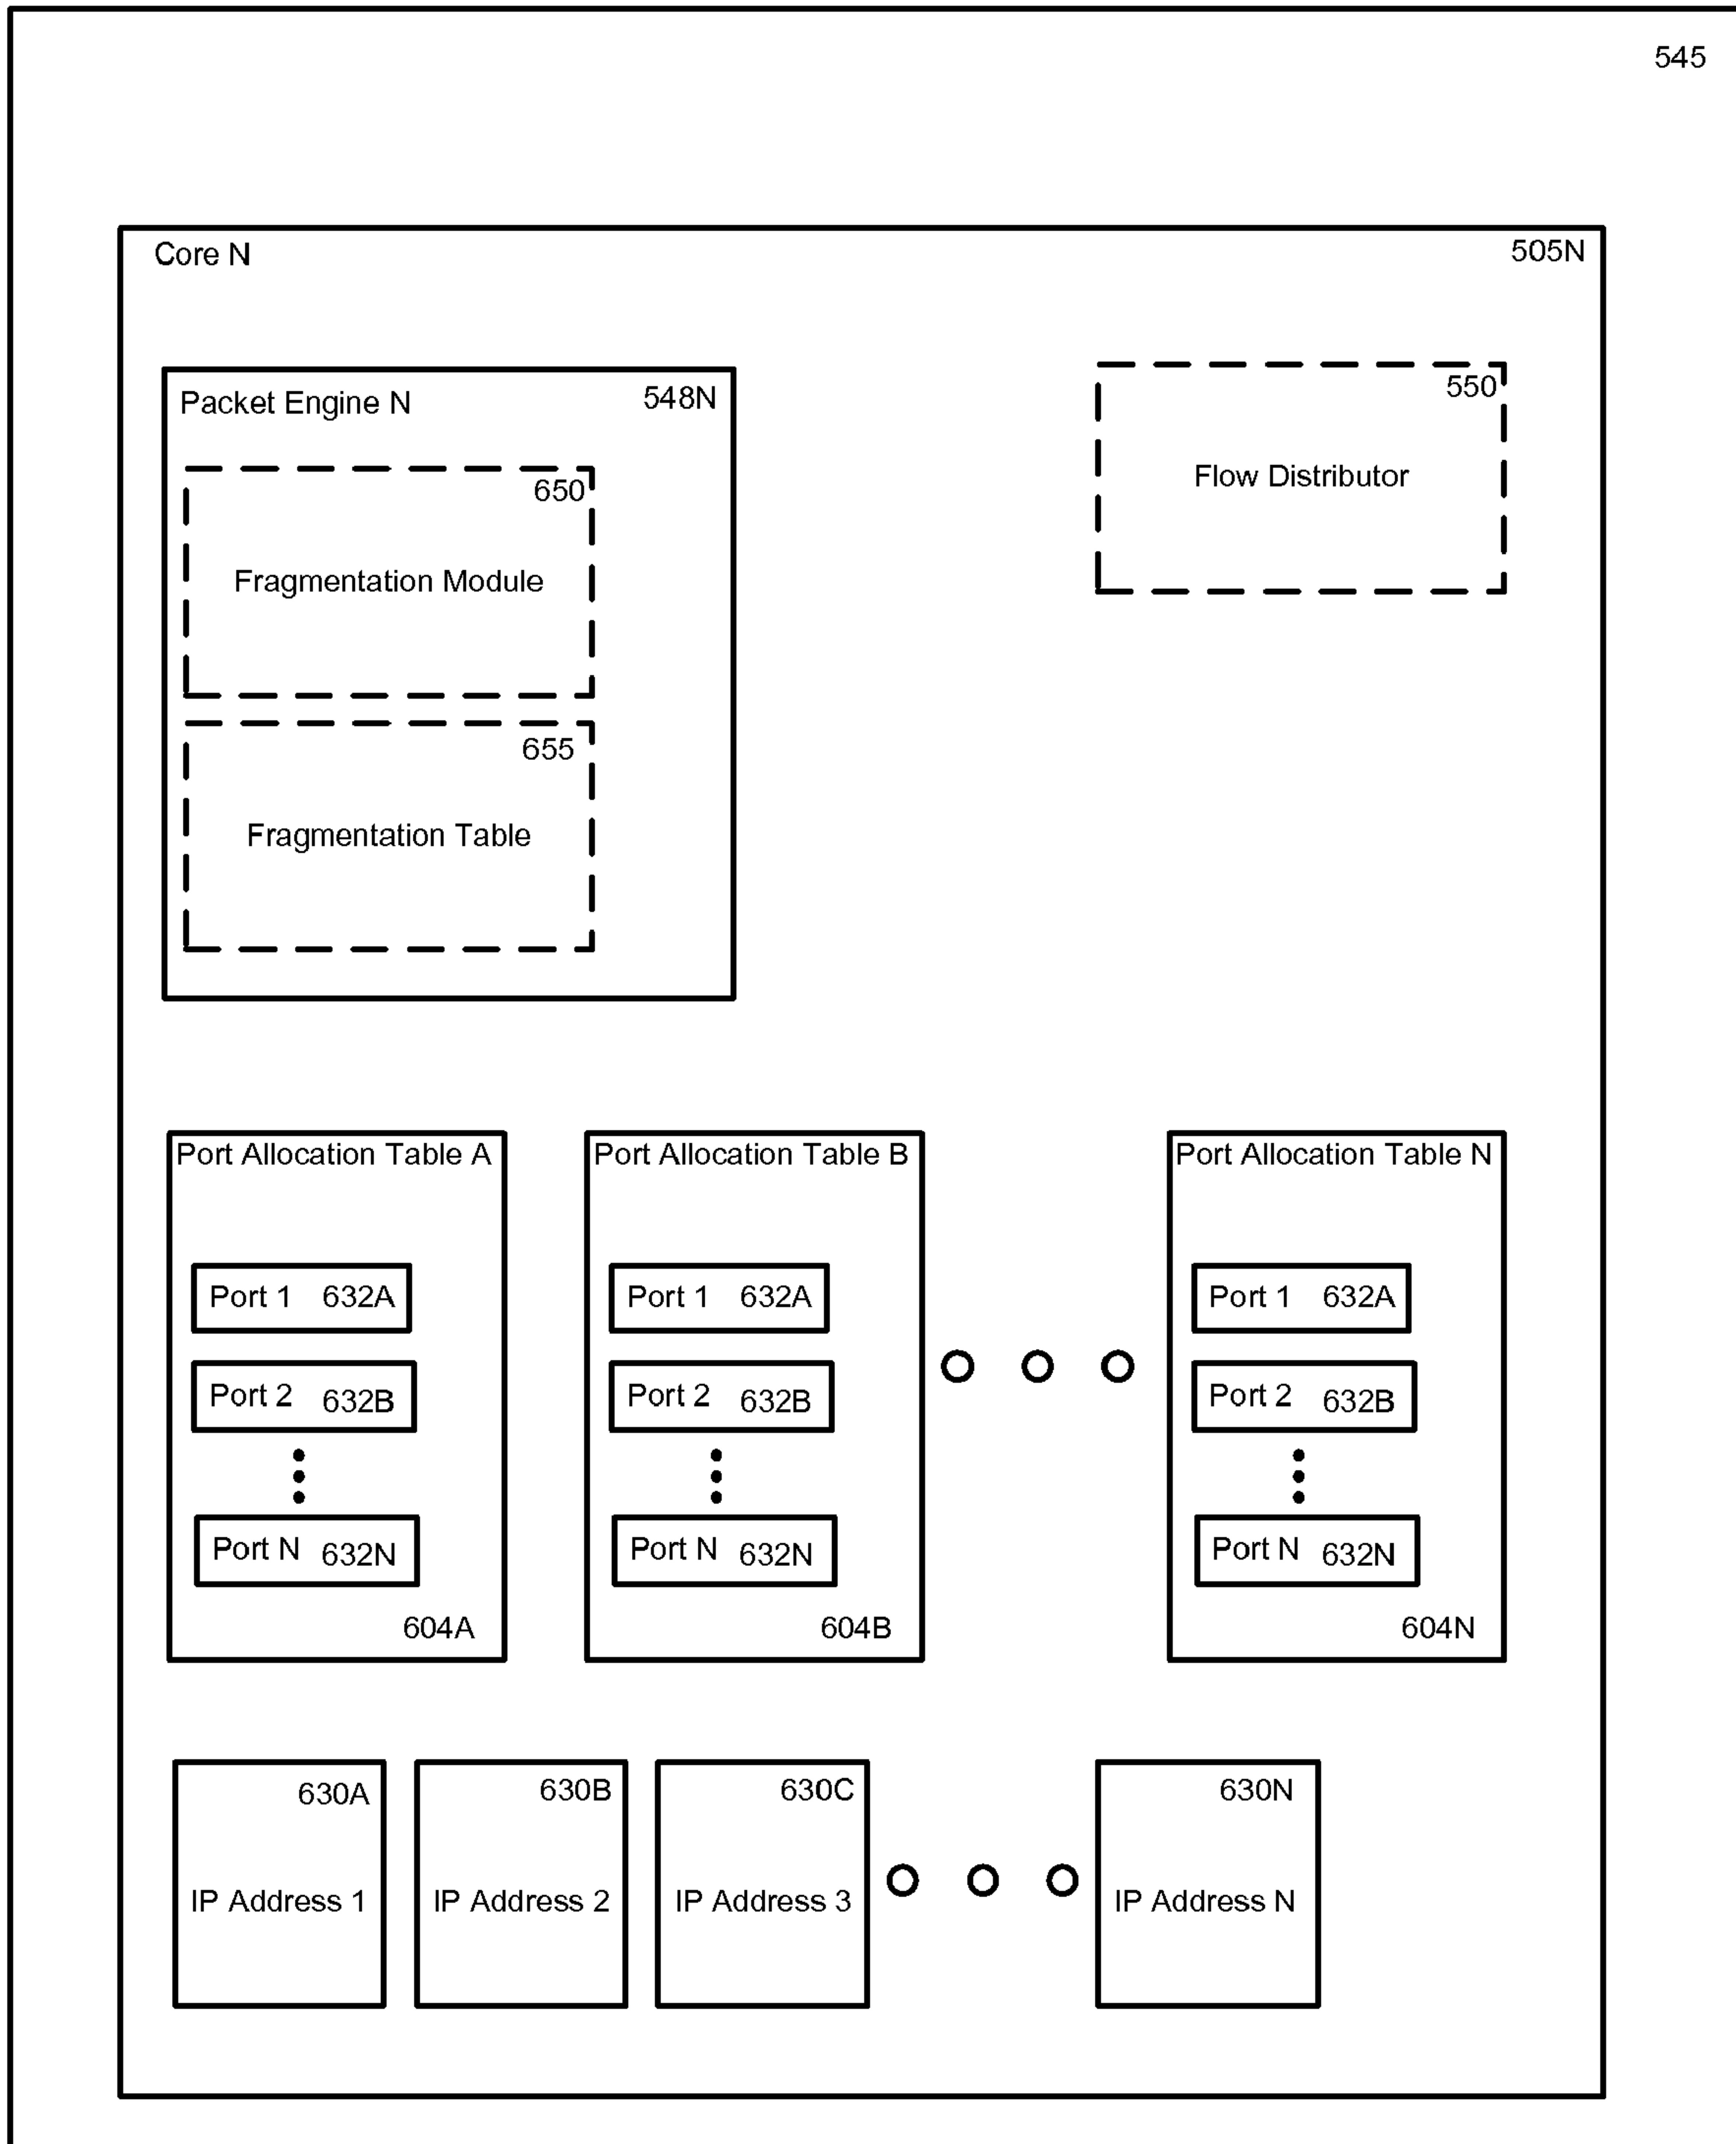 545
Core N 505N
Packet Engine N 548N
650
Fragmentation Module
655
Fragmentation Table
550
Flow Distributor
Port Allocation Table A
Port 1 632A
Port 2 632B
Port N 632N
604A
Port Allocation Table B
Port 1 632A
Port 2 632B
Port N 632N
604B
Port Allocation Table N
Port 1 632A
Port 2 632B
Port N 632N
604N
630A
IP Address 1
630B
IP Address 2
630C
IP Address 3
630N
IP Address N